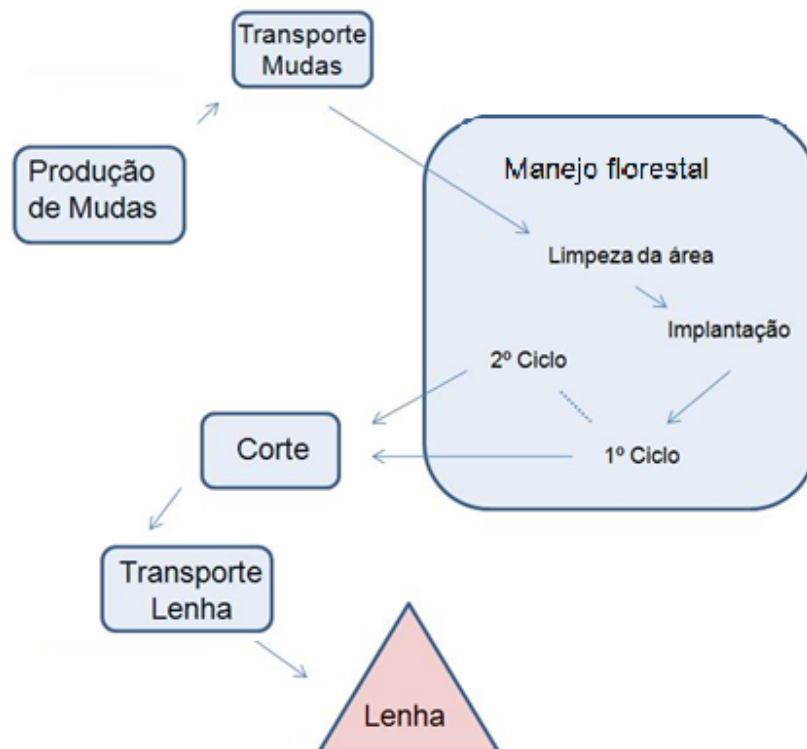 Transporte
Mudas
Produção
de Mudas
Manejo florestal
Limpeza da área
Implantação
2º Ciclo
1º Ciclo
Corte
Transporte
Lenha
Lenha